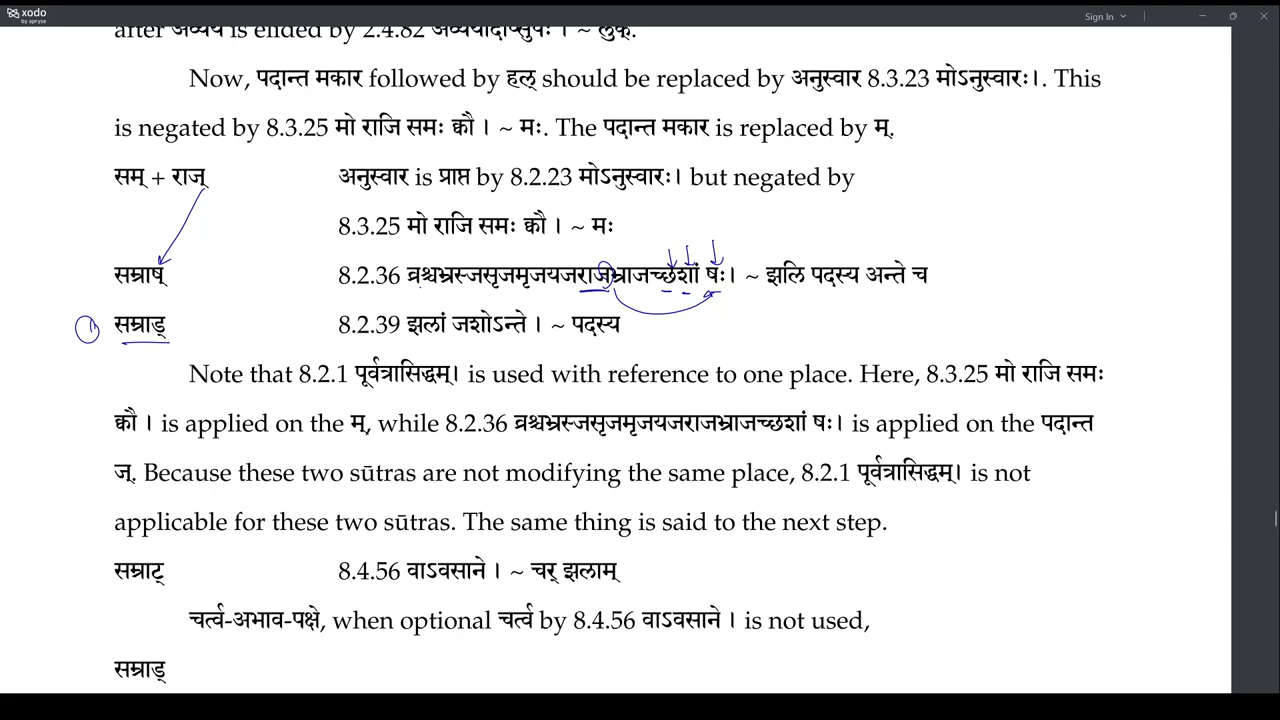 xodo
by apryse
Sign In
after अव्यय is elided by 2.4.82 अव्ययादाप्सुपः । ~ लुक्.
Now, पदान्त मकार followed by हल् should be replaced by अनुस्वार 8.3.23 मोऽनुस्वारः।. This
is negated by 8.3.25 मो राजि समः क्वौ । ~ मः. The पदान्त मकार is replaced by म्.
सम् + राज् अनुस्वार is प्राप्त by 8.2.23 मोऽनुस्वारः। but negated by
8.3.25 मो राजि समः क्वौ । ~ मः
सम्राष् 8.2.36 व्रश्चभ्रस्जसृजमृजयजराजभ्राजच्छशां षः। ~ झलि पदस्य अन्ते च
सम्राड् 8.2.39 झलां जशोऽन्ते । ~ पदस्य
Note that 8.2.1 पूर्वत्रासिद्धम्। is used with reference to one place. Here, 8.3.25 मो राजि समः
क्वौ । is applied on the म्, while 8.2.36 व्रश्चभ्रस्जसृजमृजयजराजभ्राजच्छशां षः। is applied on the पदान्त
ज्. Because these two sūtras are not modifying the same place, 8.2.1 पूर्वत्रासिद्धम्। is not
applicable for these two sūtras. The same thing is said to the next step.
सम्राट् 8.4.56 वाऽवसाने । ~ चर् झलाम्
चर्त्व-अभाव-पक्षे, when optional चर्त्व by 8.4.56 वाऽवसाने । is not used,
सम्राड्